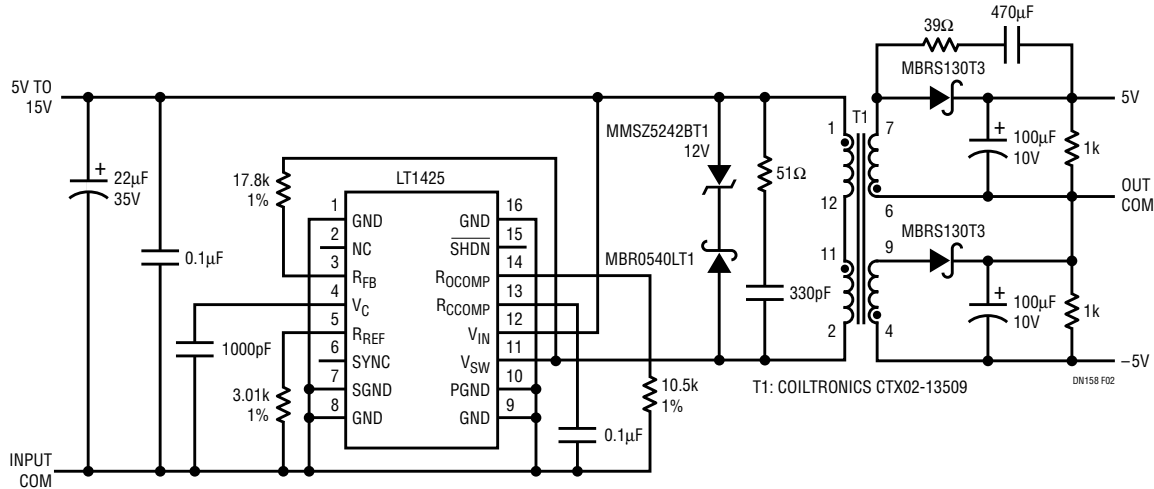 39Ω
470µF
MBRS130T3
5V TO
15V
5V
T1
1
7
MMSZ5242BT1
12V
+
100µF
10V
1k
22µF
35V
+
17.8k
1%
LT1425
51Ω
12
6
OUT
COM
1
GND
GND
16
2
NC
SHDN
15
3
RFB
ROCOMP
14
4
VC
RCCOMP
13
5
RREF
VIN
12
6
SYNC
VSW
11
7
SGND
PGND
10
8
GND
GND
9
0.1µF
MBR0540LT1
11
9
MBRS130T3
330pF
+
100µF
10V
1k
2
4
1000pF
–5V
3.01k
1%
10.5k
1%
T1: COILTRONICS CTX02-13509
DN158 F02
0.1µF
INPUT
COM